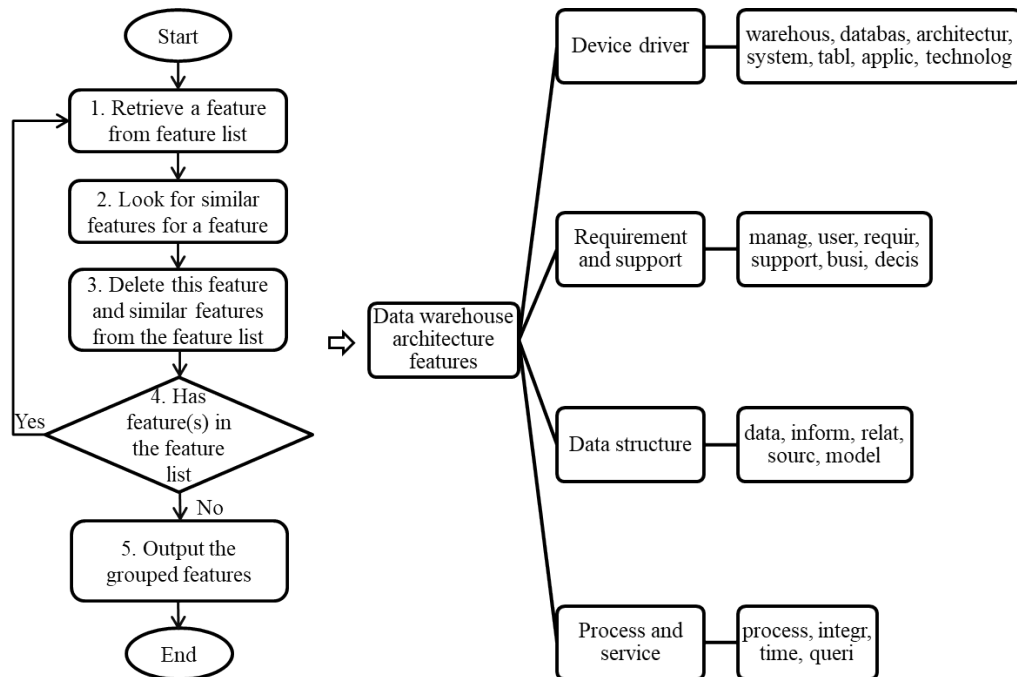 Start
1. Retrieve a feature
from feature list
2. Look for similar
features for a feature
3. Delete this feature
and similar features
from the feature list
4. Has
feature(s) in
the feature
list
Yes
No
5. Output the
grouped features
End
Data warehouse
architecture
features
Device driver
warehous, databas, architectur,
system, tabl, applic, technolog
Requirement
and support
manag, user, requir,
support, busi, decis
Data structure
data, inform, relat,
sourc, model
Process and
service
process, integr,
time, queri